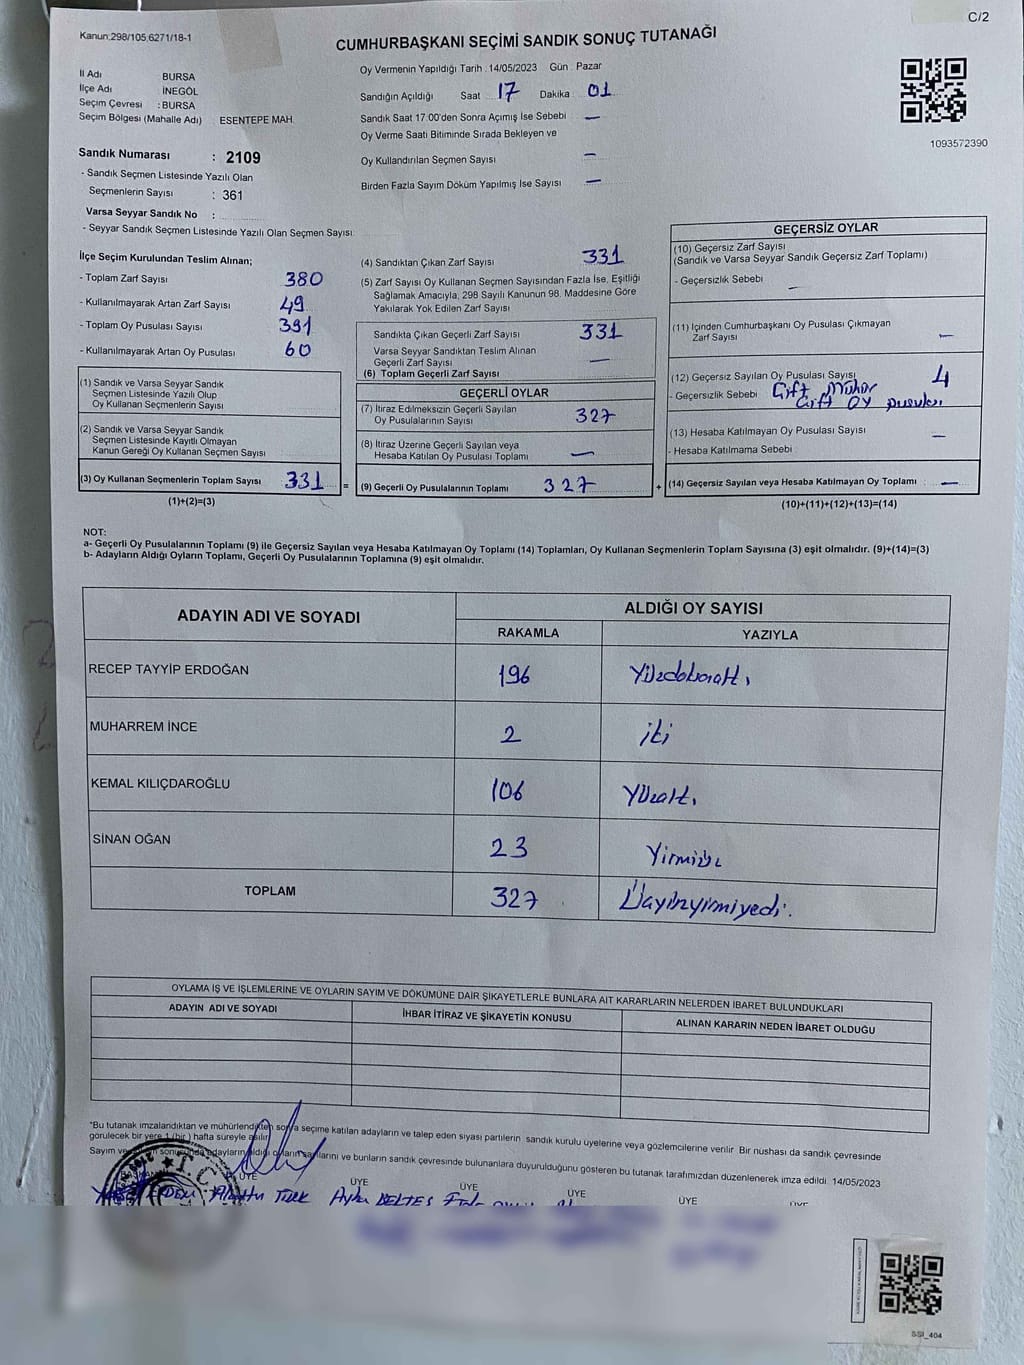 C/2
Kanun:298/105;6271/18-1
CUMHURBAŞKANI SEÇİMİ SANDIK SONUÇ TUTANAĞI
İl Adı BURSA
İlçe Adı İNEGÖL
Seçim Çevresi : BURSA
Seçim Bölgesi (Mahalle Adı) : ESENTEPE MAH.
Sandık Numarası : 2109
- Sandık Seçmen Listesinde Yazılı Olan
Seçmenlerin Sayısı : 361
Varsa Seyyar Sandık No :
- Seyyar Sandık Seçmen Listesinde Yazılı Olan Seçmen Sayısı:
Oy Vermenin Yapıldığı Tarih : 14/05/2023 Gün : Pazar
Sandığın Açıldığı Saat 17 Dakika 01
Sandık Saat 17.00'den Sonra Açımış İse Sebebi —
Oy Verme Saati Bitiminde Sırada Bekleyen ve
Oy Kullandırılan Seçmen Sayısı —
Birden Fazla Sayım Döküm Yapılmış İse Sayısı —
1093572390
İlçe Seçim Kurulundan Teslim Alınan;
- Toplam Zarf Sayısı 380
- Kullanılmayarak Artan Zarf Sayısı 49
- Toplam Oy Pusulası Sayısı 391
- Kullanılmayarak Artan Oy Pusulası 60
(1) Sandık ve Varsa Seyyar Sandık
Seçmen Listesinde Yazılı Olup
Oy Kullanan Seçmenlerin Sayısı
(2) Sandık ve Varsa Seyyar Sandık
Seçmen Listesinde Kayıtlı Olmayan
Kanun Gereği Oy Kullanan Seçmen Sayısı
(3) Oy Kullanan Seçmenlerin Toplam Sayısı 331
(1)+(2)=(3)
(4) Sandıktan Çıkan Zarf Sayısı 331
(5) Zarf Sayısı Oy Kullanan Seçmen Sayısından Fazla İse, Eşitliği
Sağlamak Amacıyla; 298 Sayılı Kanunun 98. Maddesine Göre
Yakılarak Yok Edilen Zarf Sayısı
Sandıkta Çıkan Geçerli Zarf Sayısı 331
Varsa Seyyar Sandıktan Teslim Alınan
Geçerli Zarf Sayısı —
(6) Toplam Geçerli Zarf Sayısı
GEÇERLİ OYLAR
(7) İtiraz Edilmeksizin Geçerli Sayılan
Oy Pusulalarının Sayısı 327
(8) İtiraz Üzerine Geçerli Sayılan veya
Hesaba Katılan Oy Pusulası Toplamı —
= (9) Geçerli Oy Pusulalarının Toplamı 327
GEÇERSİZ OYLAR
(10) Geçersiz Zarf Sayısı
(Sandık ve Varsa Seyyar Sandık Geçersiz Zarf Toplamı)
- Geçersizlik Sebebi —
(11) İçinden Cumhurbaşkanı Oy Pusulası Çıkmayan
Zarf Sayısı —
(12) Geçersiz Sayılan Oy Pusulası Sayısı 4
- Geçersizlik Sebebi Çift Mühür
Çift oy pusulası
(13) Hesaba Katılmayan Oy Pusulası Sayısı —
- Hesaba Katılmama Sebebi
+ (14) Geçersiz Sayılan veya Hesaba Katılmayan Oy Toplamı : —
(10)+(11)+(12)+(13)=(14)
NOT:
a- Geçerli Oy Pusulalarının Toplamı (9) ile Geçersiz Sayılan veya Hesaba Katılmayan Oy Toplamı (14) Toplamları, Oy Kullanan Seçmenlerin Toplam Sayısına (3) eşit olmalıdır. (9)+(14)=(3)
b- Adayların Aldığı Oyların Toplamı, Geçerli Oy Pusulalarının Toplamına (9) eşit olmalıdır.
ADAYIN ADI VE SOYADI ALDIĞI OY SAYISI
RAKAMLA YAZIYLA
RECEP TAYYİP ERDOĞAN 196 Yüzdoksanaltı
MUHARREM İNCE 2 iki
KEMAL KILIÇDAROĞLU 106 Yüzaltı
SİNAN OĞAN 23 Yirmiüç
TOPLAM 327 Üçyüzyirmiyedi.
OYLAMA İŞ VE İŞLEMLERİNE VE OYLARIN SAYIM VE DÖKÜMÜNE DAİR ŞİKAYETLERLE BUNLARA AİT KARARLARIN NELERDEN İBARET BULUNDUKLARI
ADAYIN ADI VE SOYADI İHBAR İTİRAZ VE ŞİKAYETİN KONUSU ALINAN KARARIN NEDEN İBARET OLDUĞU
"Bu tutanak imzalandıktan ve mühürlendikten sonra seçime katılan adayların ve talep eden siyası partilerin sandık kurulu üyelerine veya gözlemcilerine verilir. Bir nushası da sandık çevresinde
görülecek bir yere 1 (bir) hafta süreyle asılır
Sayım ve sonucunda adayların aldığı oyların sayılarını ve bunların sandık çevresinde bulunanlara duyurulduğunu gösteren bu tutanak tarafımızdan düzenlenerek imza edildi. 14/05/2023
ÜYE ÜYE ÜYE ÜYE ÜYE ÜYE
T.C.
SSI_404